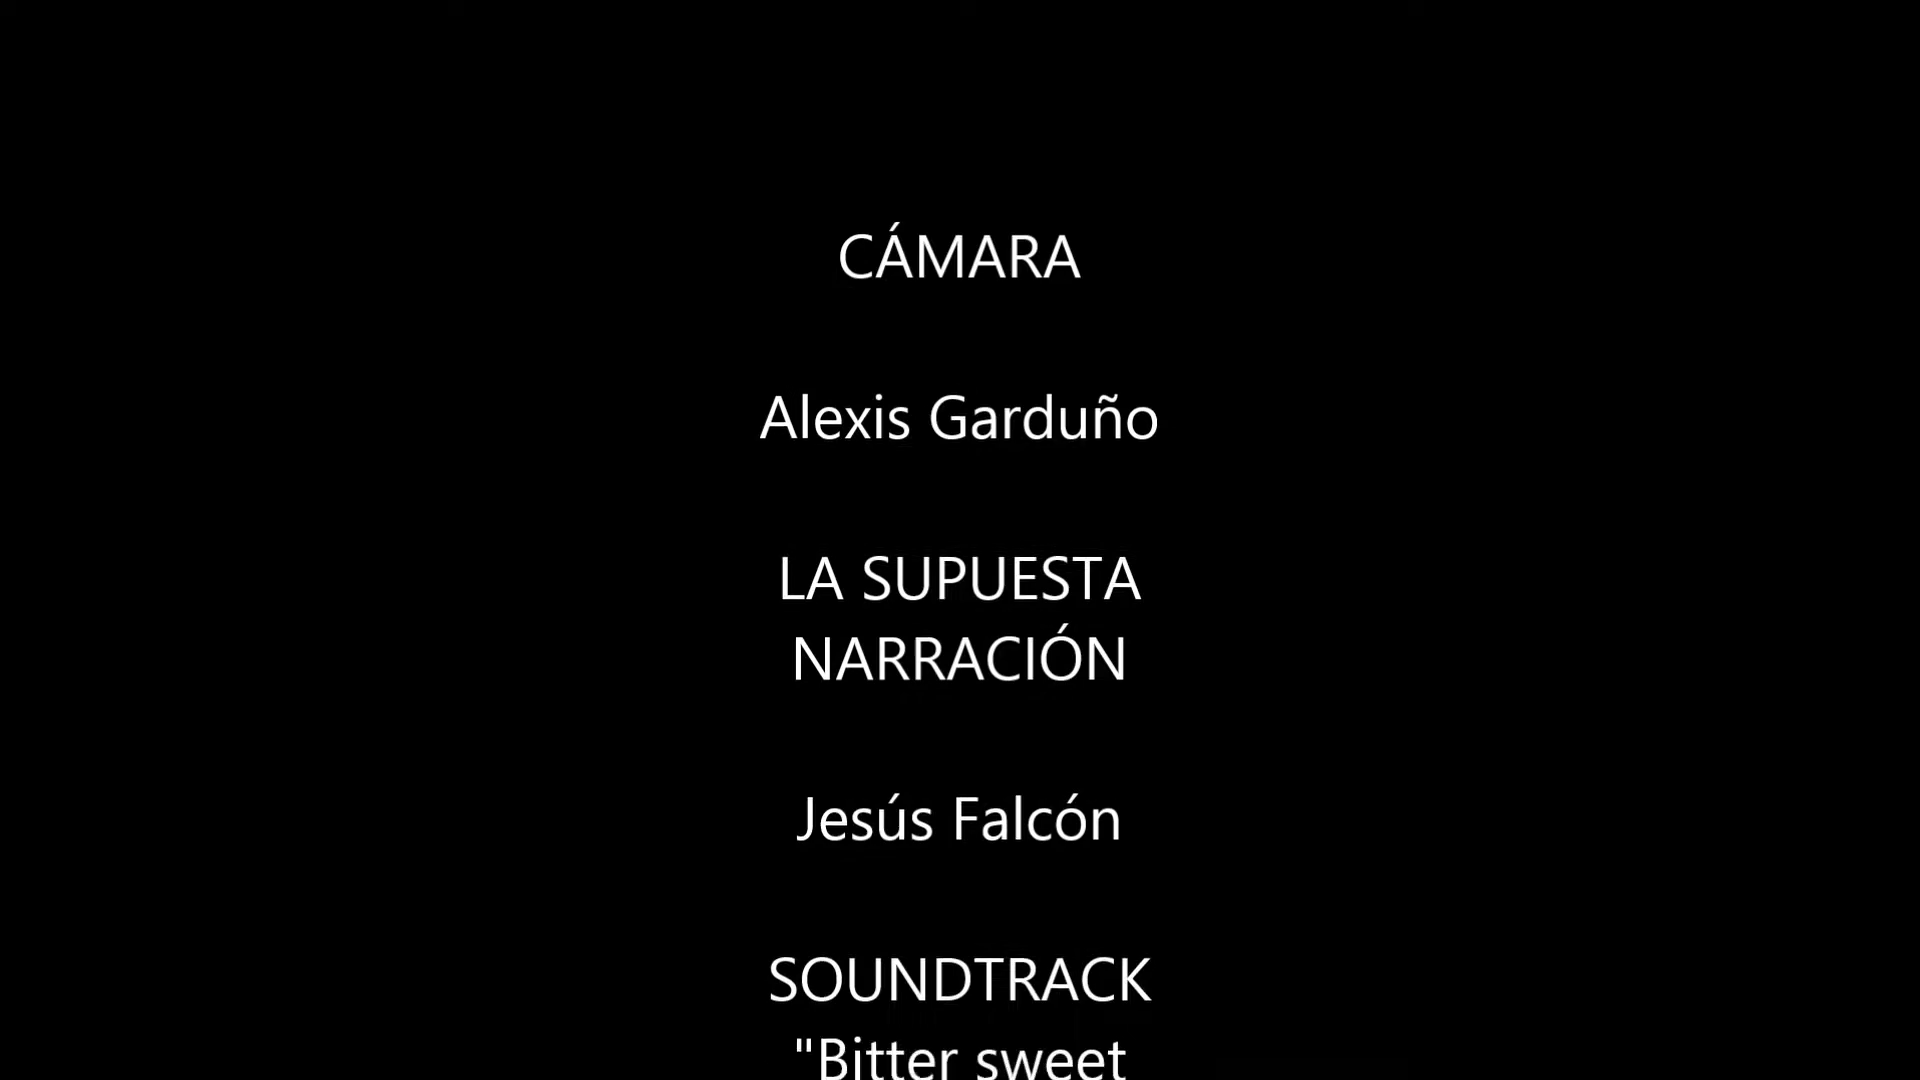 CÁMARA
Alexis Garduño
LA SUPUESTA
NARRACIÓN
Jesús Falcón
SOUNDTRACK
"Bitter sweet